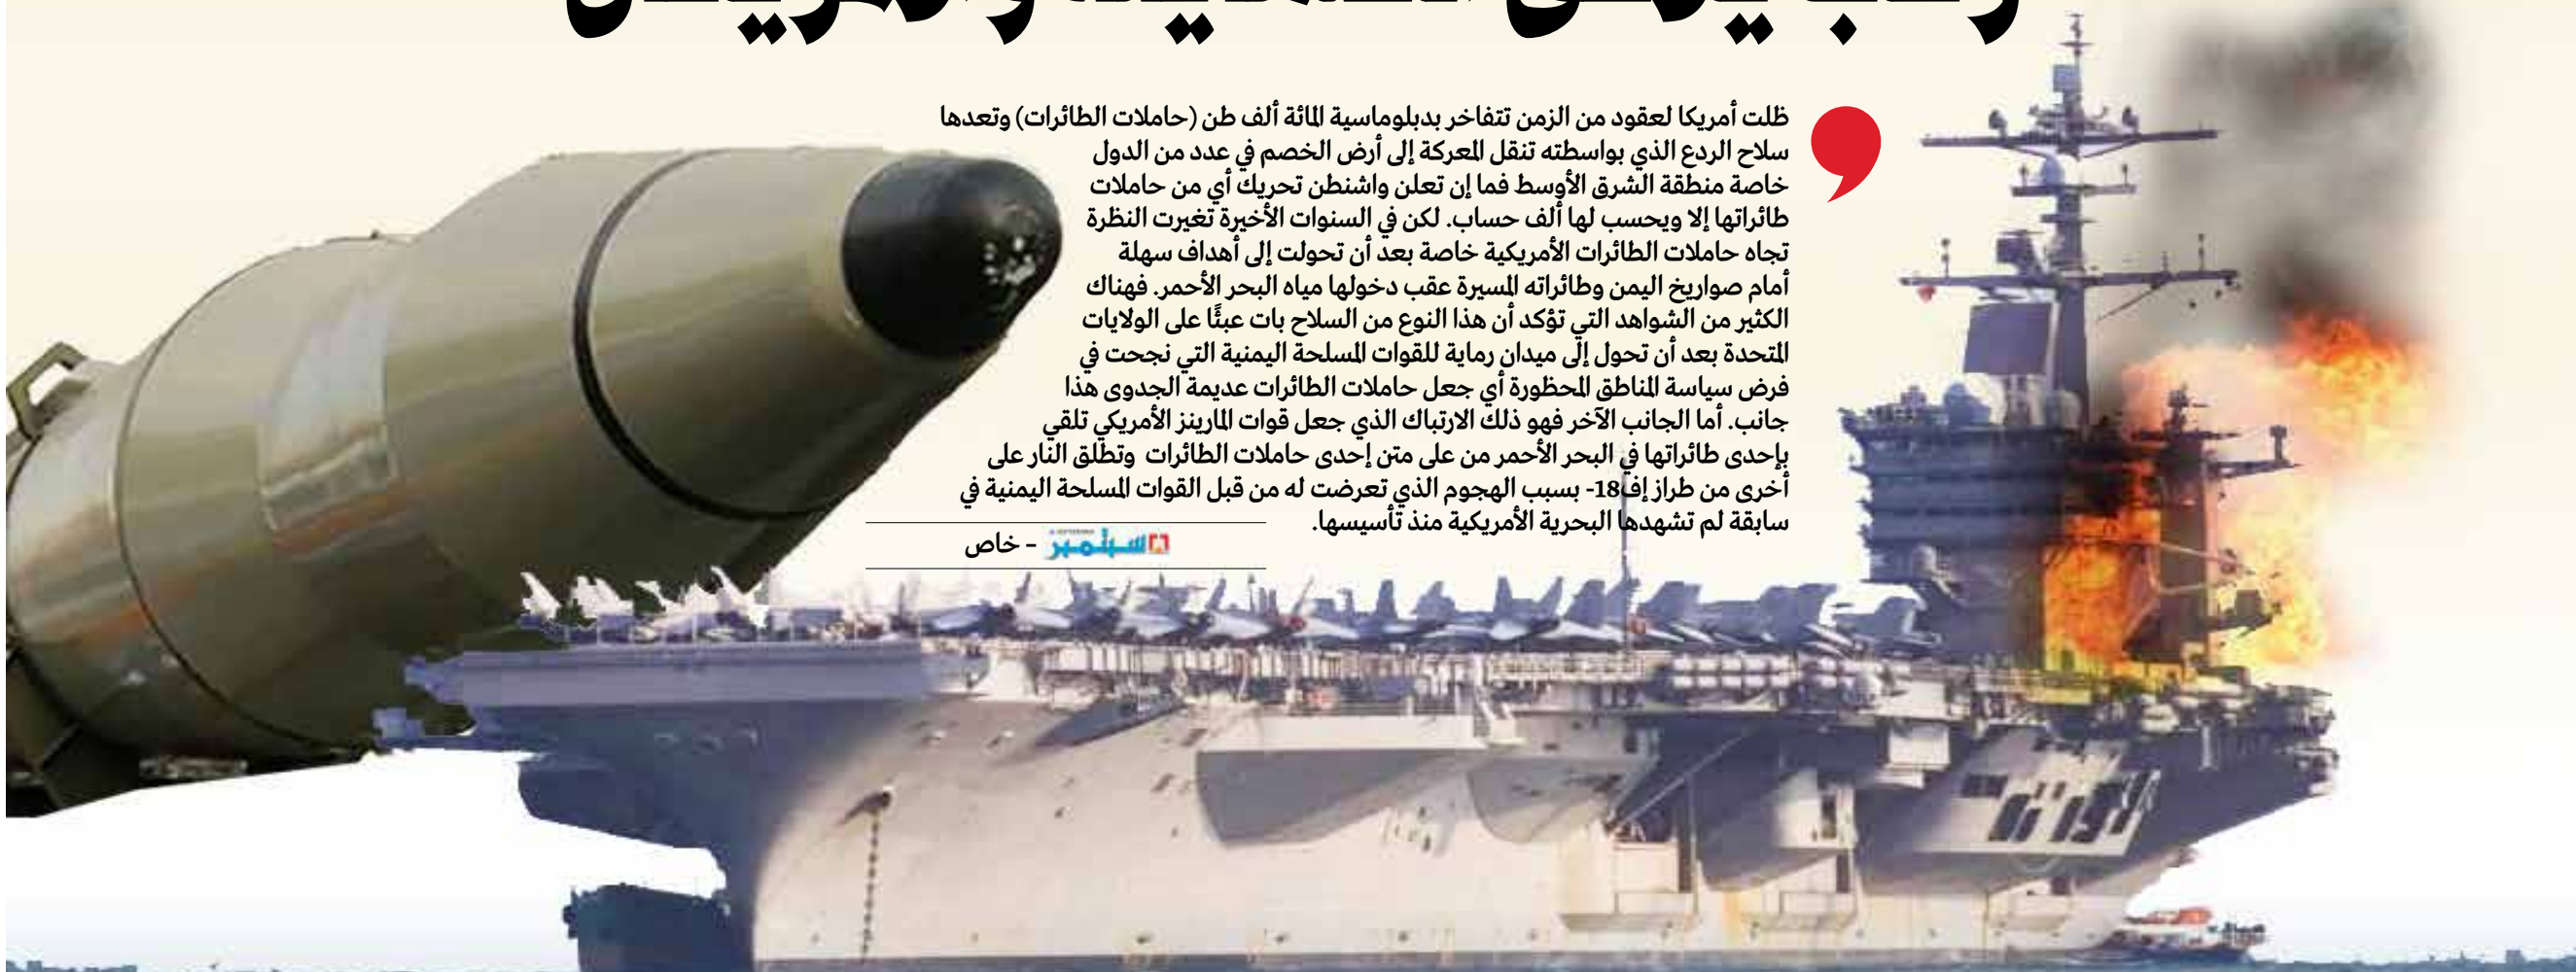 ظلت أمريكا لعقود من الزمن تتفاخر بدبلوماسية المائة ألف طن (حاملات الطائرات) وتعدها
سلاح الردع الذي بواسطته تنقل المعركة إلى أرض الخصم في عدد من الدول
خاصة منطقة الشرق الأوسط فما إن تعلن واشنطن تحريك أي من حاملات
طائراتها إلا ويحسب لها ألف حساب. لكن في السنوات الأخيرة تغيرت النظرة
تجاه حاملات الطائرات الأمريكية خاصة بعد أن تحولت إلى أهداف سهلة
أمام صواريخ اليمن وطائراته المسيرة عقب دخولها مياه البحر الأحمر. فهناك
الكثير من الشواهد التي تؤكد أن هذا النوع من السلاح بات عبئًا على الولايات
المتحدة بعد أن تحول إلى ميدان رماية للقوات المسلحة اليمنية التي نجحت في
فرض سياسة المناطق المحظورة أي جعل حاملات الطائرات عديمة الجدوى هذا
جانب. أما الجانب الآخر فهو ذلك الارتباك الذي جعل قوات المارينز الأمريكي تلقي
بإحدى طائراتها في البحر الأحمر من على متن إحدى حاملات الطائرات وتطلق النار على
أخرى من طراز إف18- بسبب الهجوم الذي تعرضت له من قبل القوات المسلحة اليمنية في
سابقة لم تشهدها البحرية الأمريكية منذ تأسيسها.
26 سبتمبر - خاص